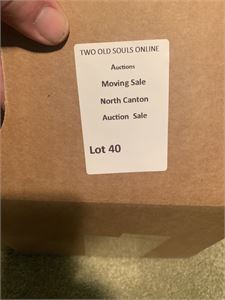 TWO OLD SOULS ONLINE
Auctions
Moving Sale
North Canton
Auction Sale
Lot 40